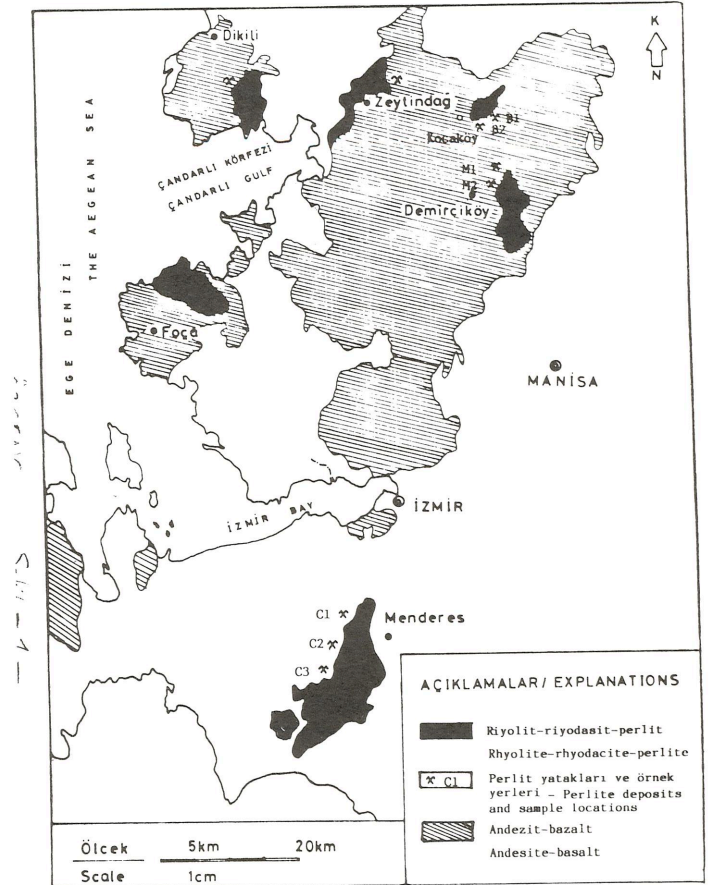 K
N
Dikili
Zeytindağ
B1
B2
Kocaköy
M1
M2
Demirçiköy
ÇANDARLI KÖRFEZİ
ÇANDARLI GULF
EGE DENİZİ
THE AEGEAN SEA
Foça
MANİSA
İZMİR
İZMİR BAY
C1
Menderes
C2
C3
AÇIKLAMALAR/ EXPLANATIONS
Riyolit-riyodasit-perlit
Rhyolite-rhyodacite-perlite
C1
Perlit yatakları ve örnek
yerleri - Perlite deposits
and sample locations
Andezit-bazalt
Andesite-basalt
Ölcek 5km 20km
Scale 1cm